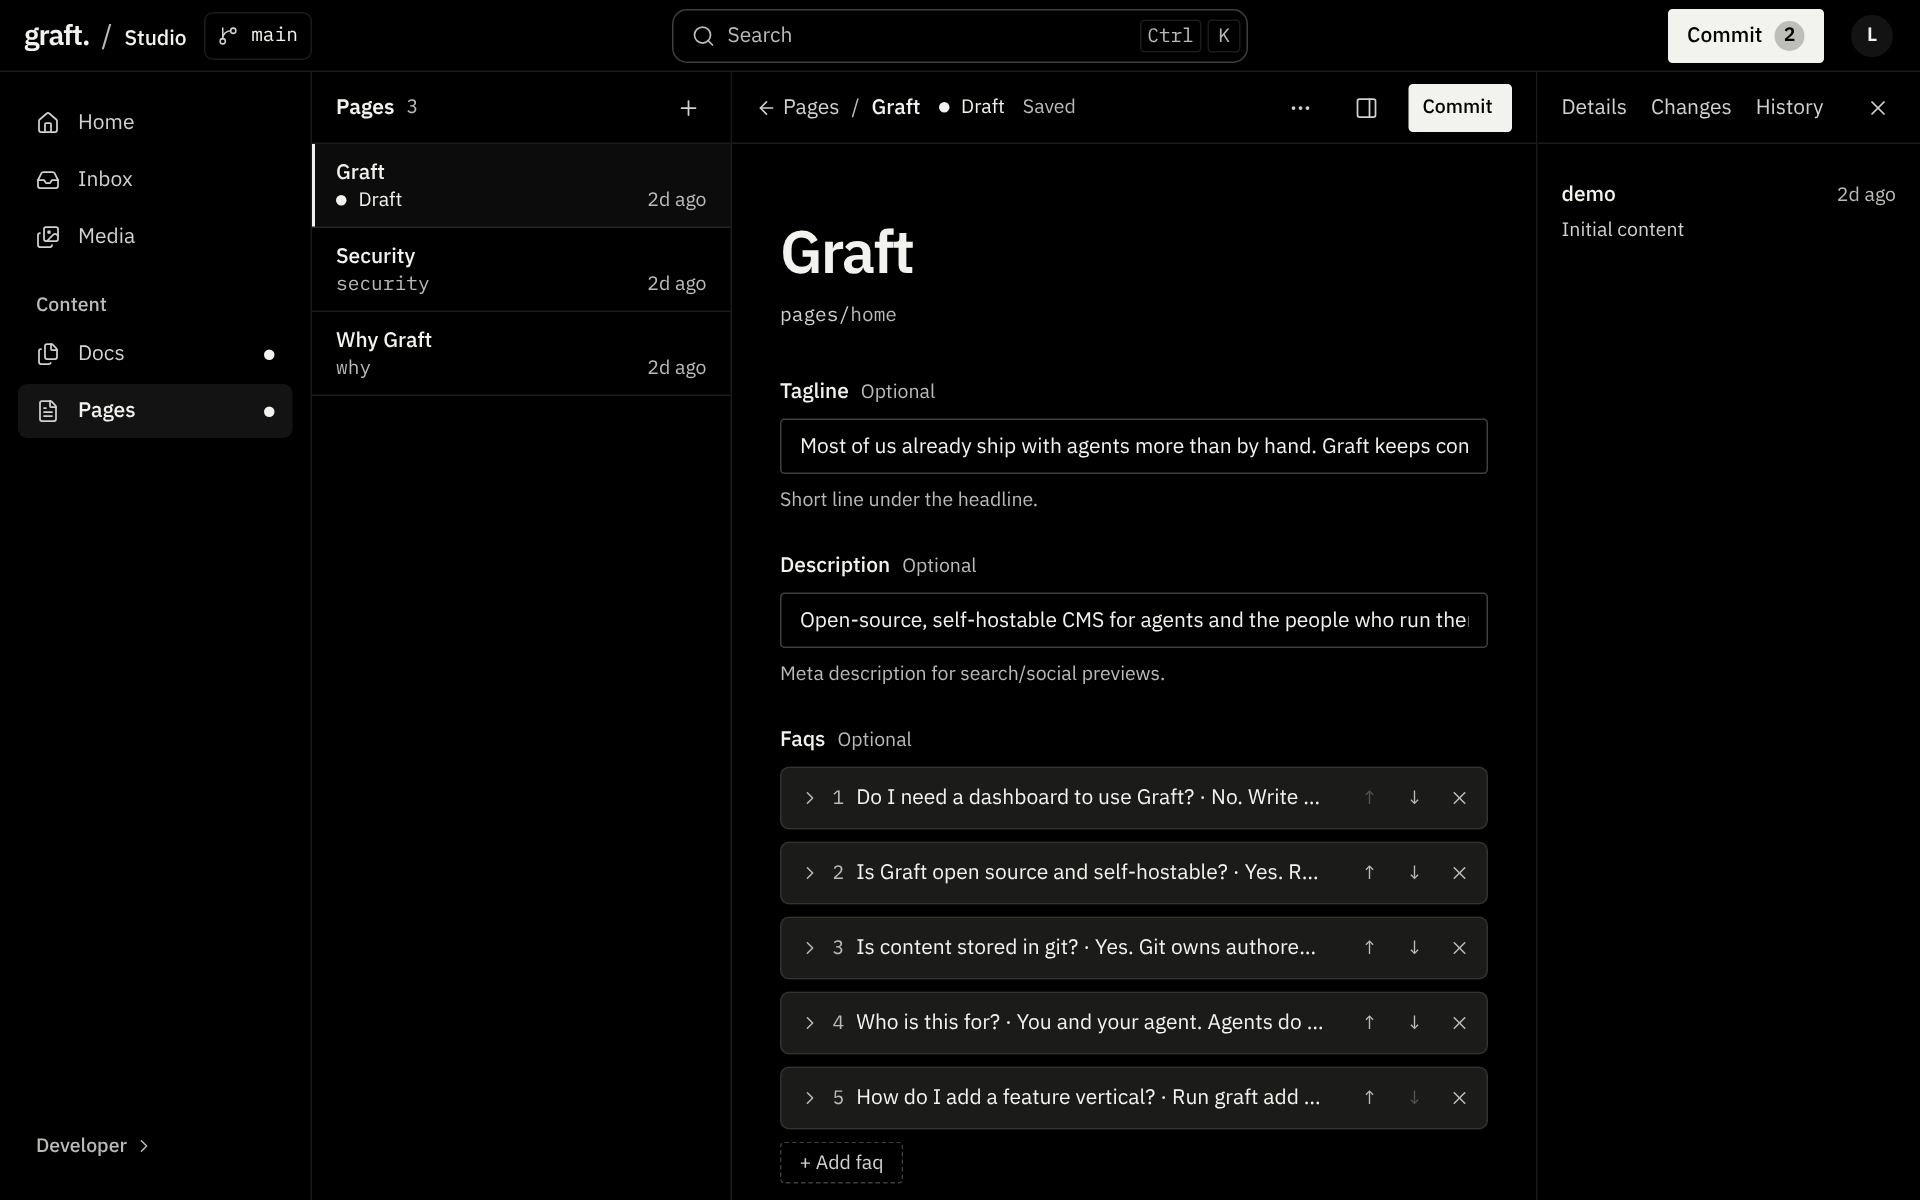 graft. / Studio main
Search Ctrl K
Commit 2
L
Home
Inbox
Media
Content
Docs
Pages
Developer
Pages 3
Graft
Draft 2d ago
Security
security 2d ago
Why Graft
why 2d ago
Pages / Graft Draft Saved
Commit
Graft
pages/home
Tagline Optional
Most of us already ship with agents more than by hand. Graft keeps con
Short line under the headline.
Description Optional
Open-source, self-hostable CMS for agents and the people who run the
Meta description for search/social previews.
Faqs Optional
1 Do I need a dashboard to use Graft? · No. Write ...
2 Is Graft open source and self-hostable? · Yes. R...
3 Is content stored in git? · Yes. Git owns authore...
4 Who is this for? · You and your agent. Agents do ...
5 How do I add a feature vertical? · Run graft add ...
+ Add faq
Details Changes History
demo 2d ago
Initial content